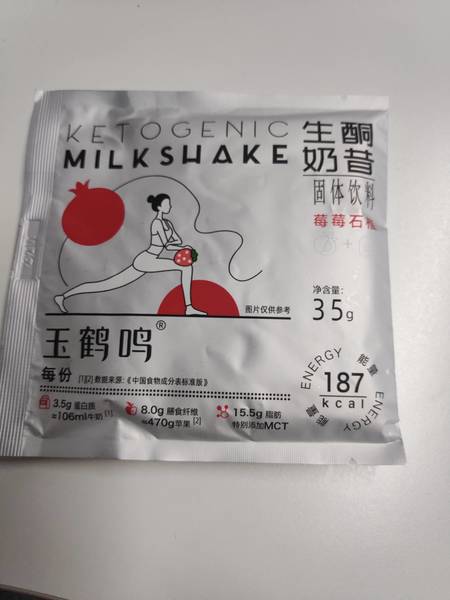 KETOGENIC
MILKSHAKE
生酮
奶昔
固体饮料
莓莓石榴
图片仅供参考
净含量:
35g
玉鹤鸣®
每份 [1][2]数据来源:《中国食物成分表标准版》
3.5g 蛋白质
≈106ml牛奶 [1]
8.0g 膳食纤维
≈470g苹果 [2]
15.5g 脂肪
特别添加MCT
ENERGY 能量
187
kcal
能量 ENERGY